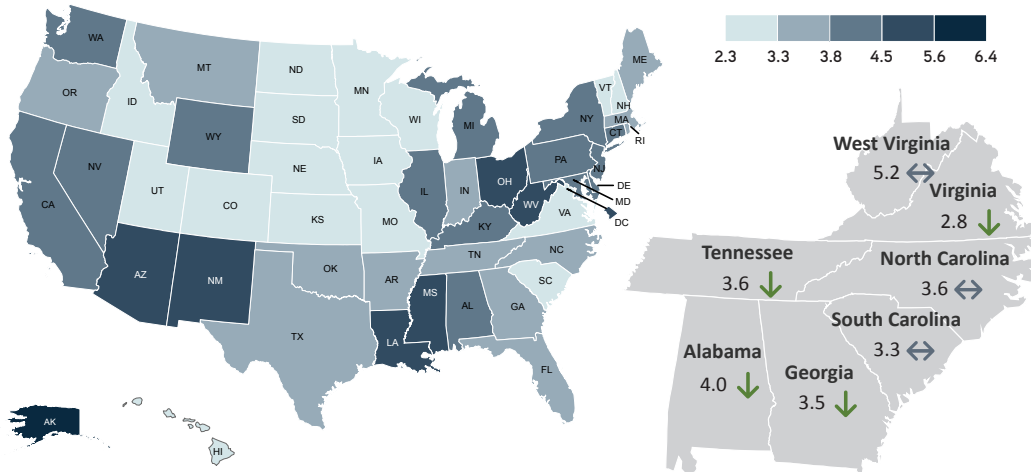 2.3 3.3 3.8 4.5 5.6 6.4
WA
MT
ND
MN
ME
OR
ID
SD
WI
VT
NH
MA
NY
MI
CT
RI
WY
NE
IA
PA
NJ
NV
UT
CO
IL
IN
OH
DE
MD
DC
CA
KS
MO
WV
VA
KY
AZ
NM
OK
AR
TN
NC
SC
MS
AL
GA
TX
LA
FL
AK
HI
West Virginia
5.2 ↔
Virginia
2.8 ↓
Tennessee
3.6 ↓
North Carolina
3.6 ↔
South Carolina
3.3 ↔
Alabama
4.0 ↓
Georgia
3.5 ↓